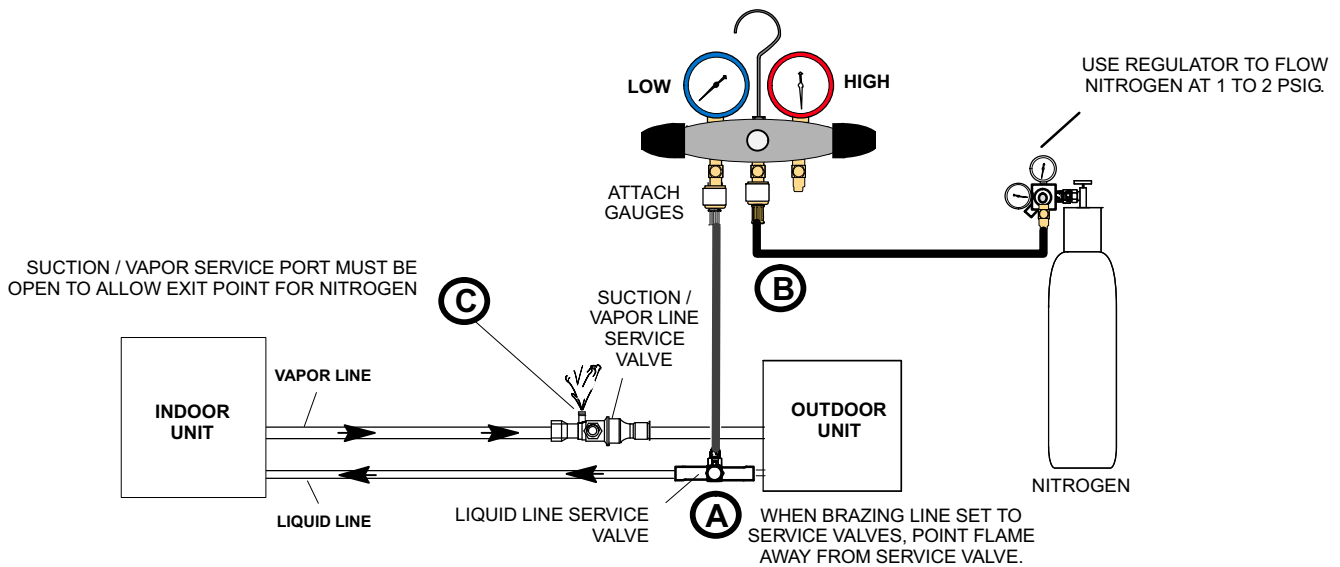 USE REGULATOR TO FLOW
NITROGEN AT 1 TO 2 PSIG.
LOW
HIGH
ATTACH
GAUGES
SUCTION / VAPOR SERVICE PORT MUST BE
OPEN TO ALLOW EXIT POINT FOR NITROGEN
C
B
SUCTION /
VAPOR LINE
SERVICE
VALVE
VAPOR LINE
INDOOR
UNIT
OUTDOOR
UNIT
NITROGEN
LIQUID LINE
LIQUID LINE SERVICE
VALVE
A
WHEN BRAZING LINE SET TO
SERVICE VALVES, POINT FLAME
AWAY FROM SERVICE VALVE.